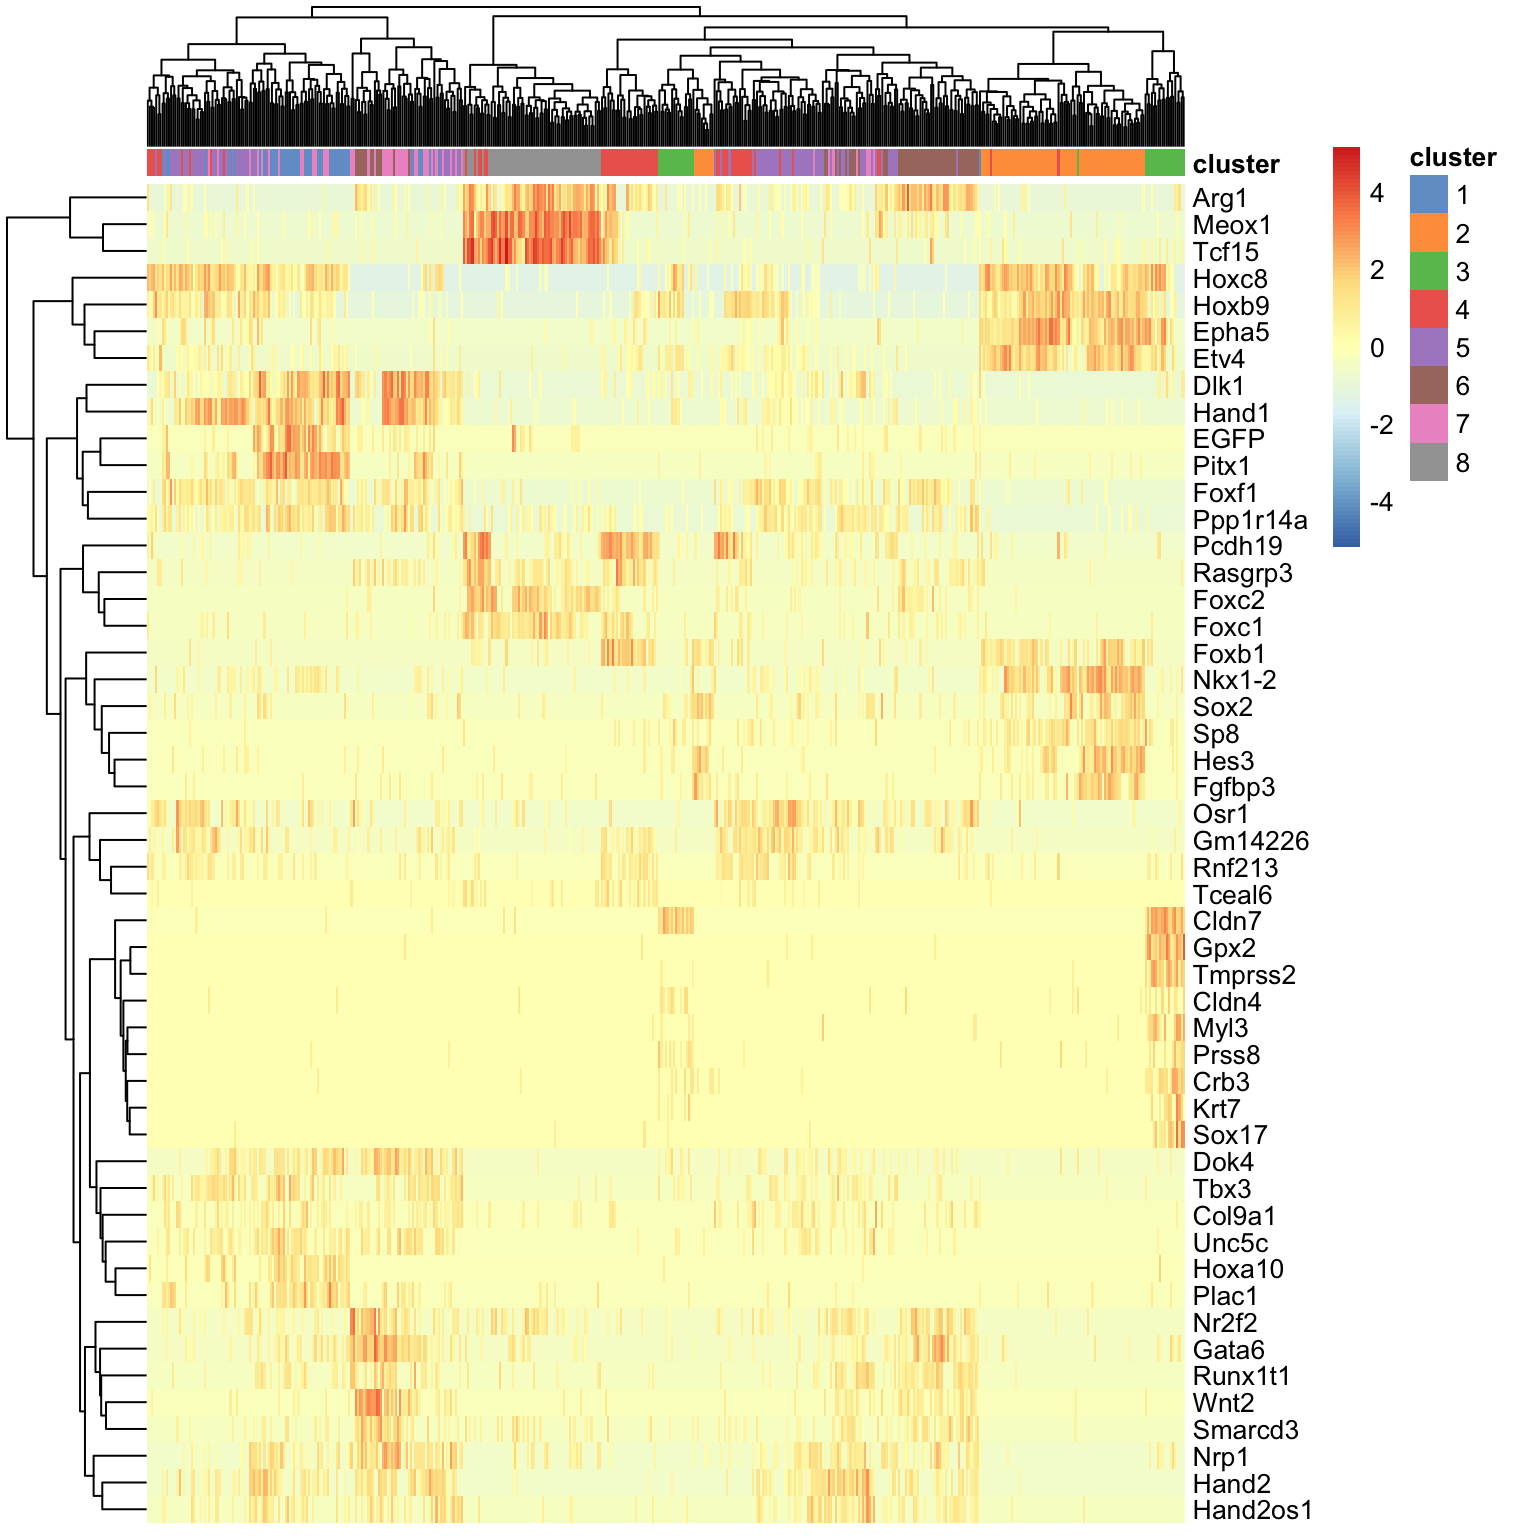 cluster
Arg1
Meox1
Tcf15
Hoxc8
Hoxb9
Epha5
Etv4
Dlk1
Hand1
EGFP
Pitx1
Foxf1
Ppp1r14a
Pcdh19
Rasgrp3
Foxc2
Foxc1
Foxb1
Nkx1-2
Sox2
Sp8
Hes3
Fgfbp3
Osr1
Gm14226
Rnf213
Tceal6
Cldn7
Gpx2
Tmprss2
Cldn4
Myl3
Prss8
Crb3
Krt7
Sox17
Dok4
Tbx3
Col9a1
Unc5c
Hoxa10
Plac1
Nr2f2
Gata6
Runx1t1
Wnt2
Smarcd3
Nrp1
Hand2
Hand2os1
4
2
0
-2
-4
cluster
1
2
3
4
5
6
7
8